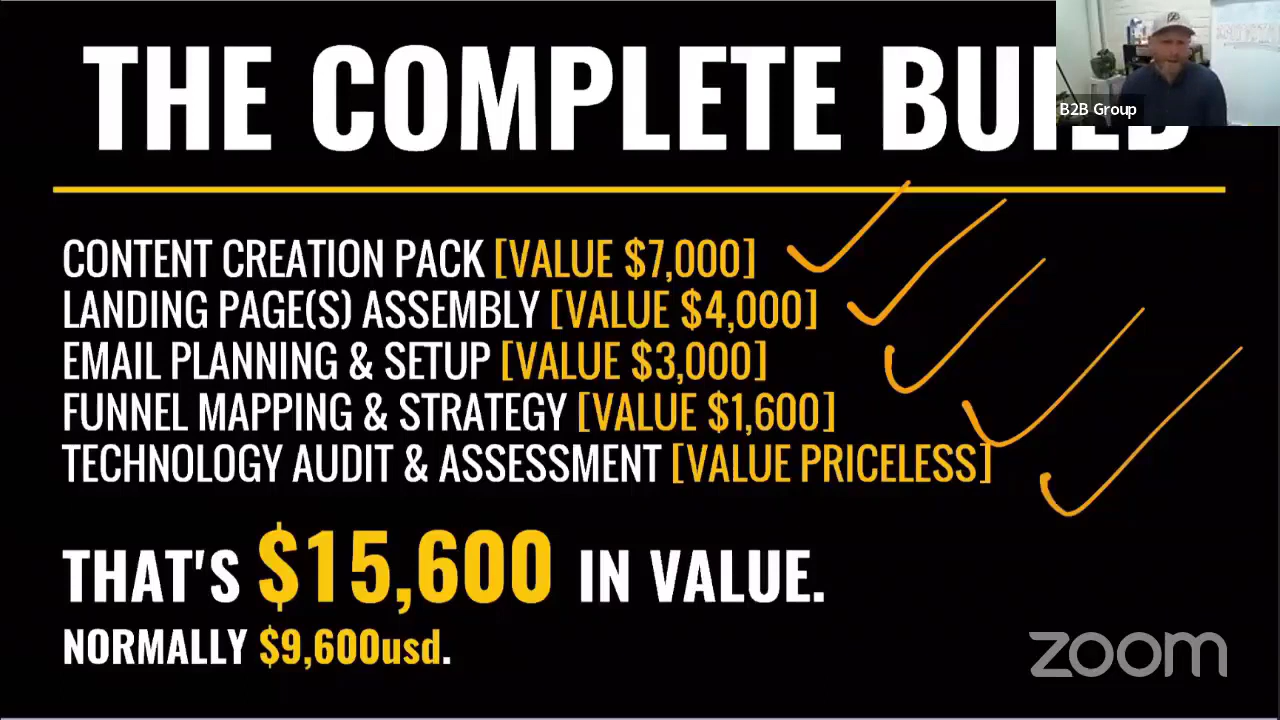 THE COMPLETE BUILD
B2B Group
CONTENT CREATION PACK [VALUE $7,000]
LANDING PAGE(S) ASSEMBLY [VALUE $4,000]
EMAIL PLANNING & SETUP [VALUE $3,000]
FUNNEL MAPPING & STRATEGY [VALUE $1,600]
TECHNOLOGY AUDIT & ASSESSMENT [VALUE PRICELESS]
THAT'S $15,600 IN VALUE.
NORMALLY $9,600usd.
zoom